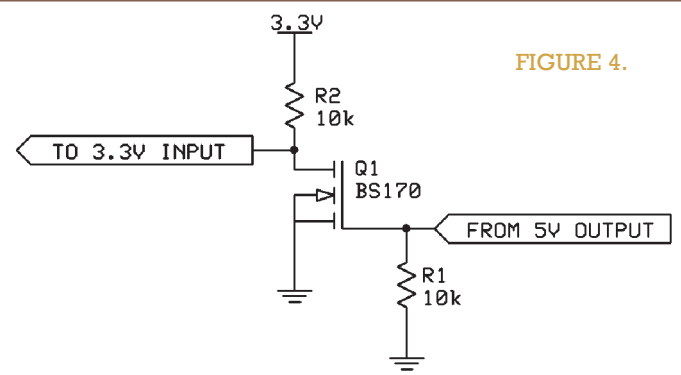 3.3V
FIGURE 4.
R2
10k
TO 3.3V INPUT
Q1
BS170
FROM 5V OUTPUT
R1
10k